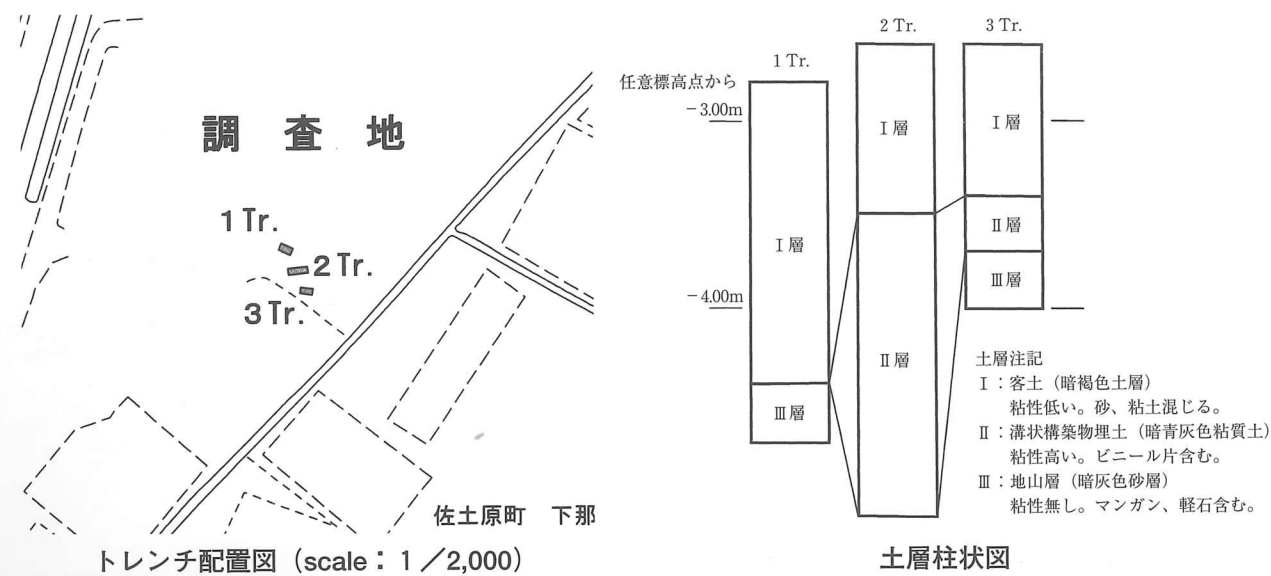 調査地
1 Tr.
2 Tr.
3 Tr.
佐土原町 下那
トレンチ配置図(scale:1／2,000)
任意標高点から
-3.00m
-4.00m
1 Tr.
2 Tr.
3 Tr.
Ⅰ層
Ⅲ層
Ⅰ層
Ⅱ層
Ⅰ層
Ⅱ層
Ⅲ層
土層注記
Ⅰ：客土（暗褐色土層）
粘性低い。砂、粘土混じる。
Ⅱ：溝状構築物埋土（暗青灰色粘質土）
粘性高い。ビニール片含む。
Ⅲ：地山層（暗灰色砂層）
粘性無し。マンガン、軽石含む。
土層柱状図